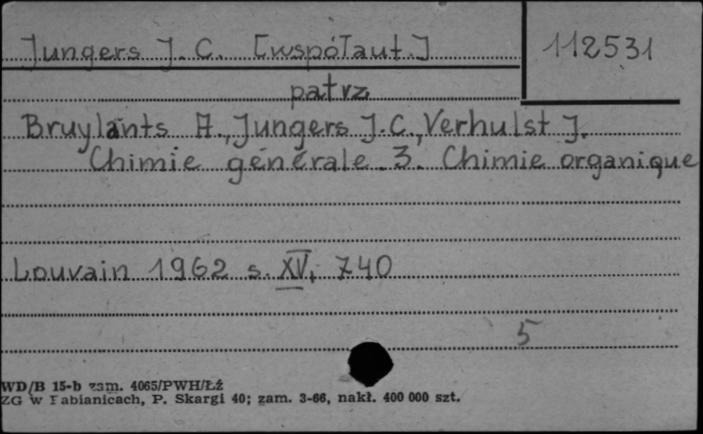 Jungers J. C. [współaut.]
112531
patrz
Bruylants A., Jungers J.C., Verhulst J.
Chimie générale. 3. Chimie organique
Louvain 1962 s. XV, 740
5
WD/B 15-b zam. 4065/PWH/Łź
ZG w Pabianicach, P. Skargi 40; zam. 3-66, nakł. 400 000 szt.